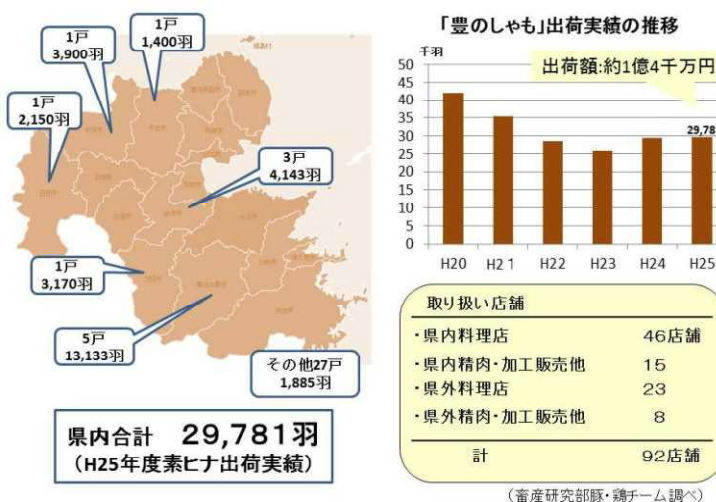 1戸
1,400羽
1戸
3,900羽
1戸
2,150羽
3戸
4,143羽
1戸
3,170羽
5戸
13,133羽
その他27戸
1,885羽
県内合計 29,781羽
(H25年度素ヒナ出荷実績)
「豊のしゃも」出荷実績の推移
千羽
出荷額:約1億4千万円
50
45
40
35
30
25
20
15
10
5
0
29,78
H20 H21 H22 H23 H24 H25
取り扱い店舗
・県内料理店 46店舗
・県内精肉・加工販売他 15
・県外料理店 23
・県外精肉・加工販売他 8
計 92店舗
(畜産研究部豚・鶏チーム調べ)